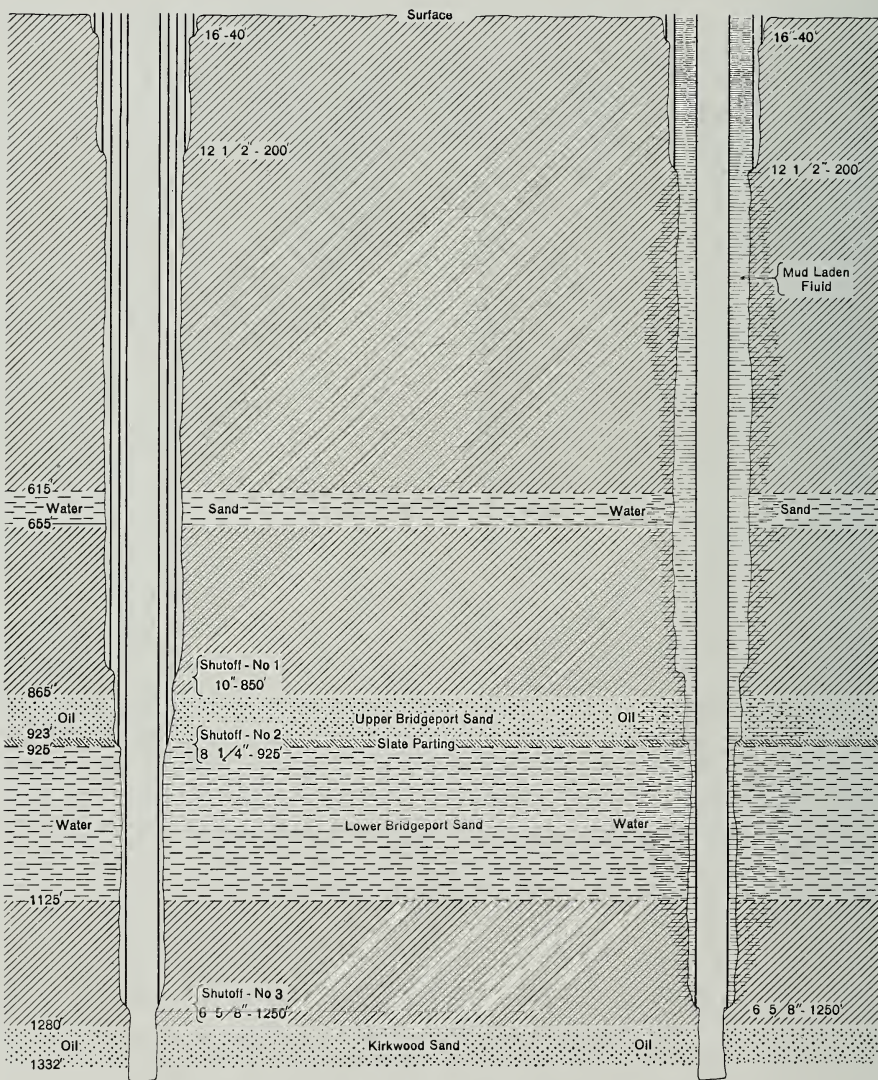 Surface
16"-40'
16"-40'
12 1/2"-200'
12 1/2"-200'
Mud Laden
Fluid
615'
Water Sand Water Sand
655'
Shutoff - No 1
10"-850'
865'
Oil Upper Bridgeport Sand Oil
923' Shutoff - No 2
Slate Parting
925' 8 1/4"-925'
Water Lower Bridgeport Sand Water
1125'
Shutoff - No 3
6 5 8"-1250' 6 5 8"-1250'
1280'
Oil Kirkwood Sand Oil
1332'